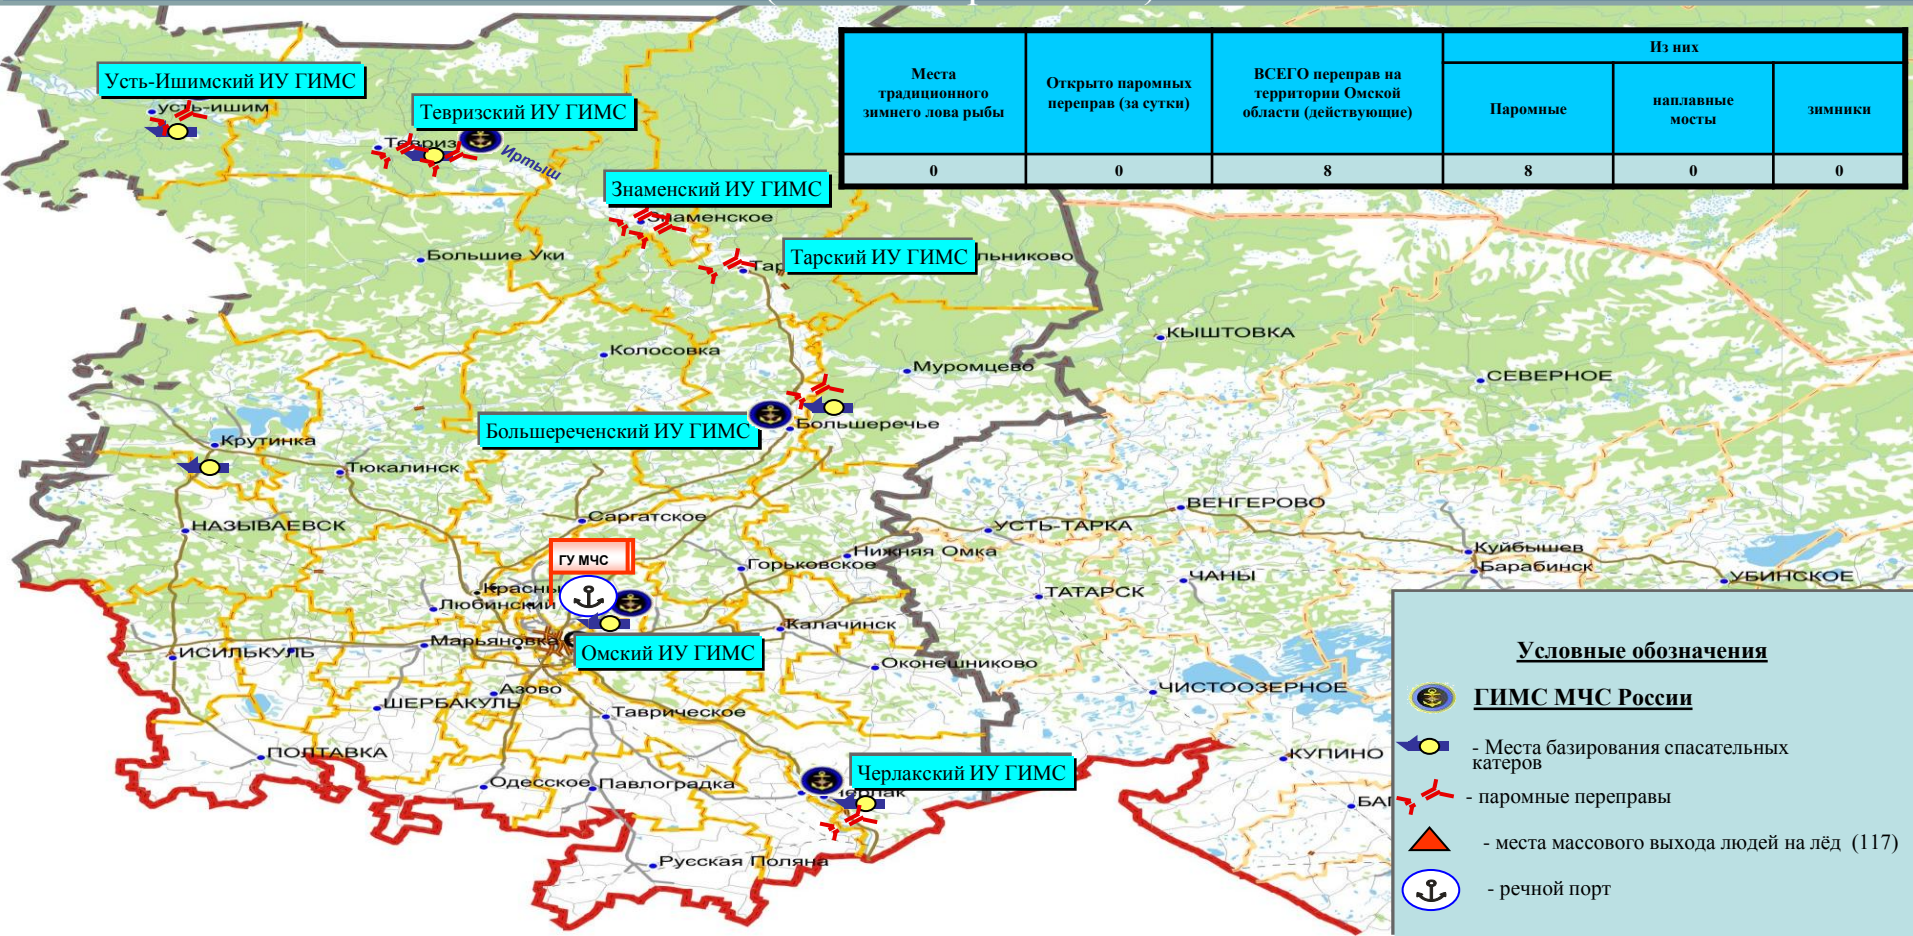 Из них
Места
традиционного
зимнего лова рыбы
Открыто паромных
переправ (за сутки)
ВСЕГО переправ на
территории Омской
области (действующие)
Паромные
наплавные
мосты
зимники
0
0
8
8
0
0
Усть-Ишимский ИУ ГИМС
усть-ишим
Тевризский ИУ ГИМС
Тевриз
Иртыш
Знаменский ИУ ГИМС
Знаменское
Большие Уки
Тарский ИУ ГИМС
КЫШТОВКА
Колосовка
Муромцево
СЕВЕРНОЕ
Большереченский ИУ ГИМС
Большеречье
Крутинка
Тюкалинск
НАЗЫВАЕВСК
Саргатское
ВЕНГЕРОВО
УСТЬ-ТАРКА
Нижняя Омка
Горьковское
Куйбышев
Барабинск
УБИНСКОЕ
ЧАНЫ
ТАТАРСК
ГУ МЧС
Любинский
Марьяновка
Калачинск
ИСИЛЬКУЛЬ
Омский ИУ ГИМС
Оконешниково
Азово
ШЕРБАКУЛЬ
Таврическое
ЧИСТООЗЕРНОЕ
ПОЛТАВКА
КУПИНО
Одесское
Павлоградка
Черлакский ИУ ГИМС
Русская Поляна
Условные обозначения
ГИМС МЧС России
- Места базирования спасательных
катеров
- паромные переправы
- места массового выхода людей на лёд (117)
- речной порт